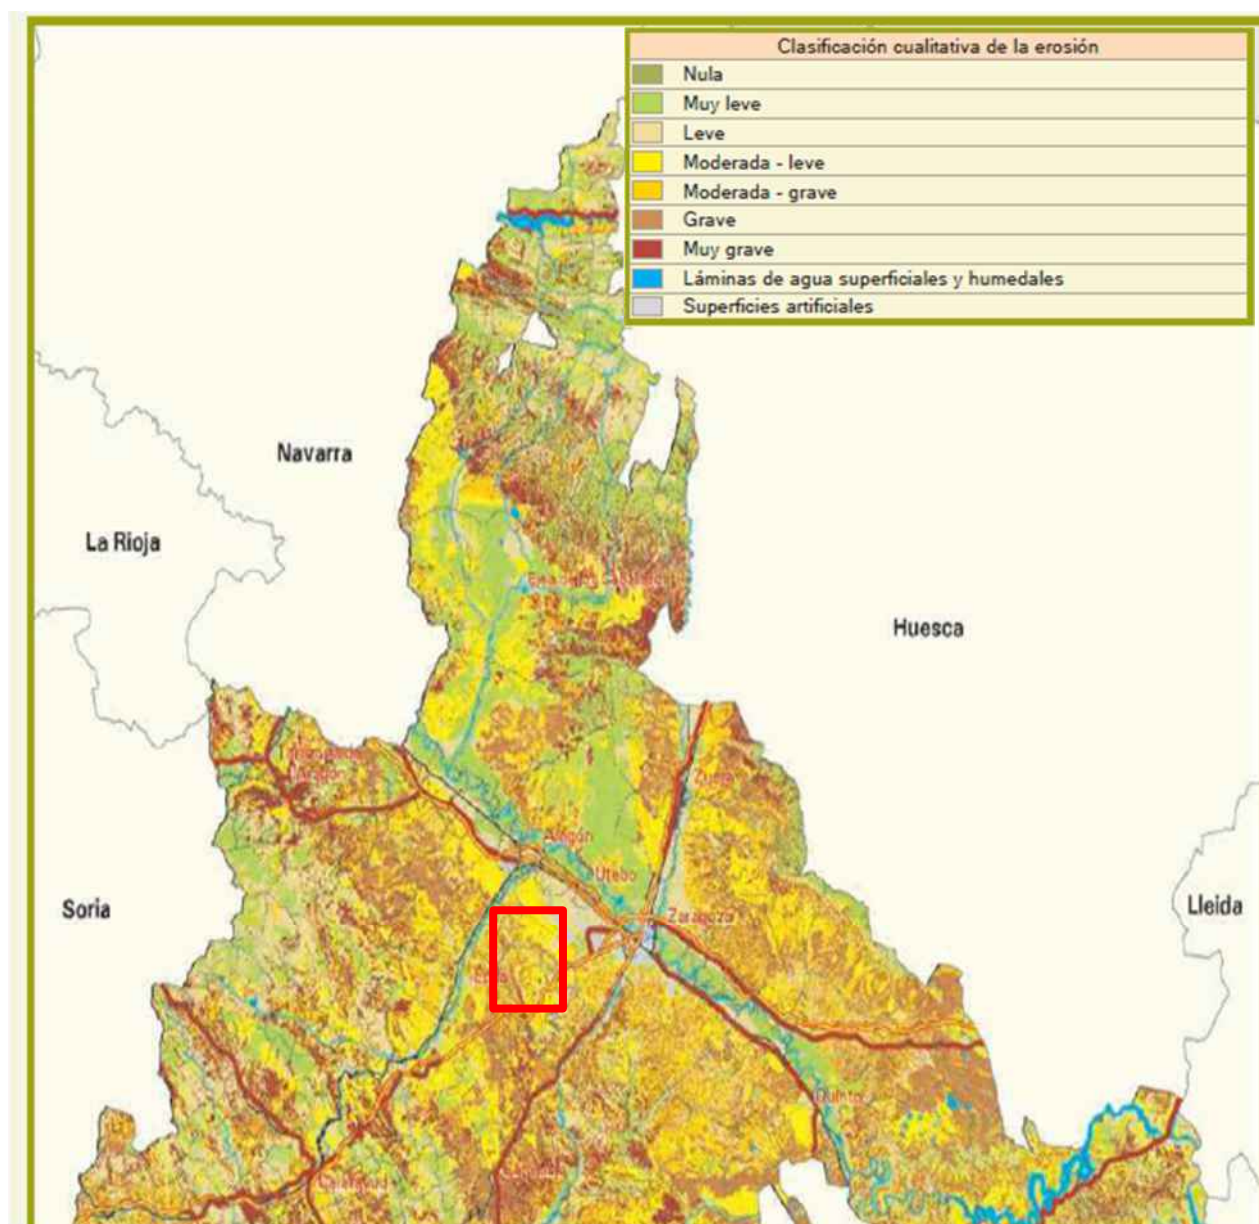 Clasificación cualitativa de la erosión
Nula
Muy leve
Leve
Moderada - leve
Moderada - grave
Grave
Muy grave
Láminas de agua superficiales y humedales
Superficies artificiales
Navarra
La Rioja
Huesca
Zuera
Alagón
Utebo
Soria
Zaragoza
Lleida
Quinto